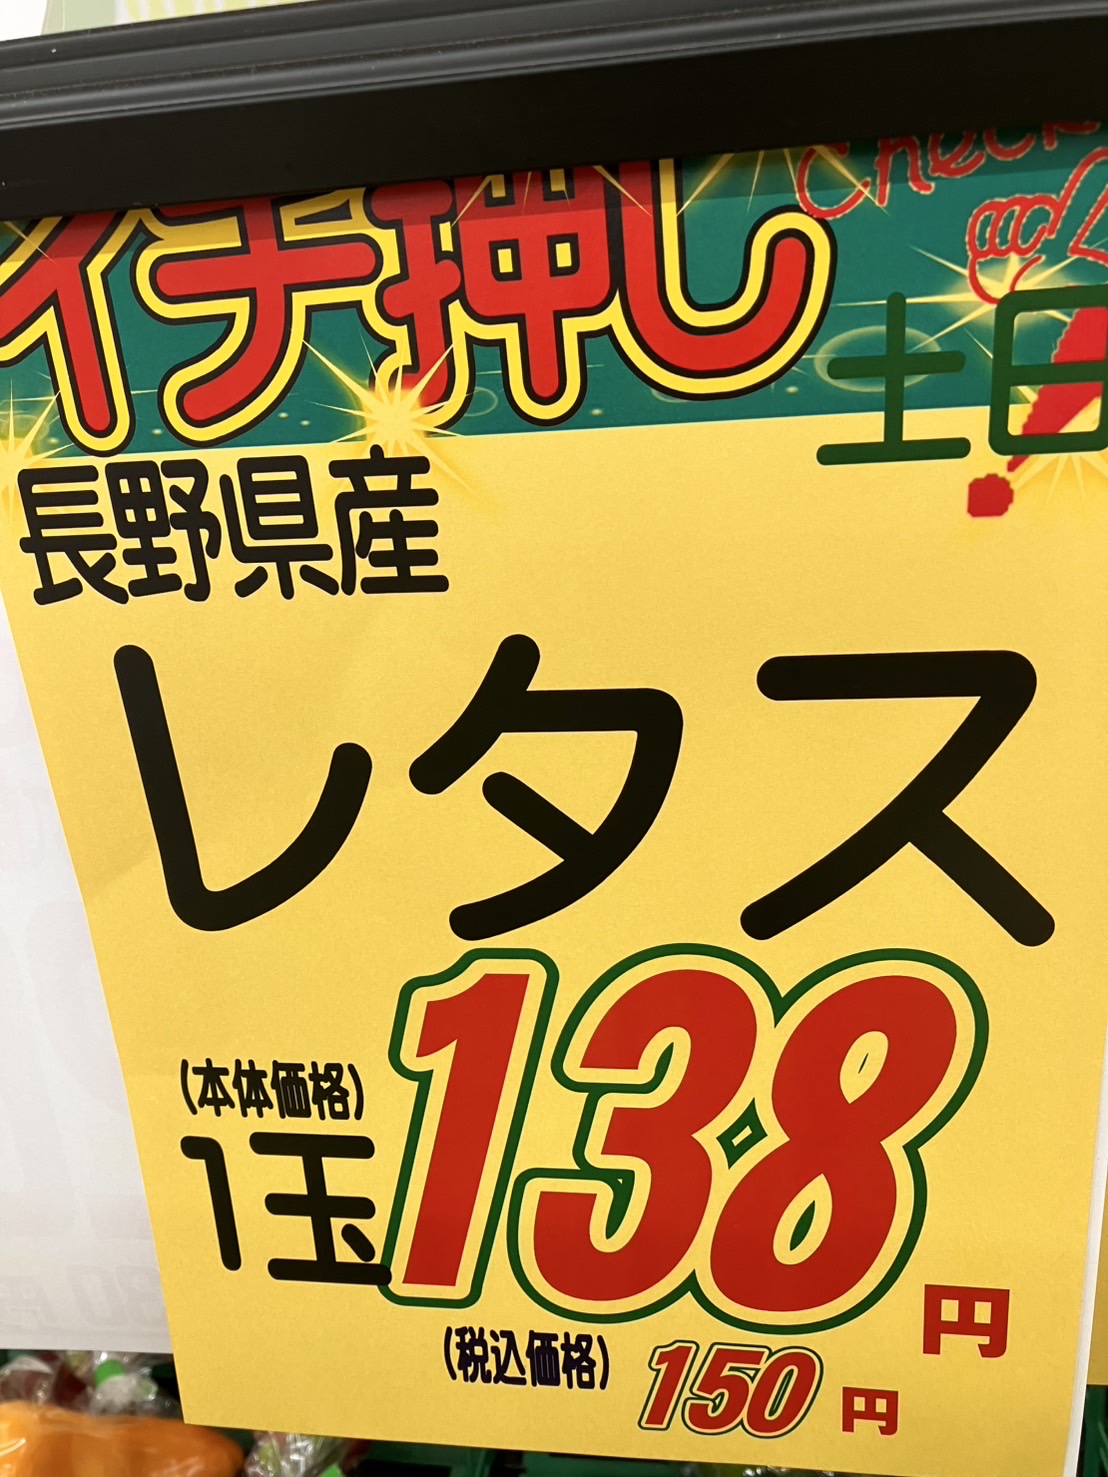 Check
イチ押し
土日
長野県産
レタス
(本体価格)
1玉 138円
(税込価格) 150円